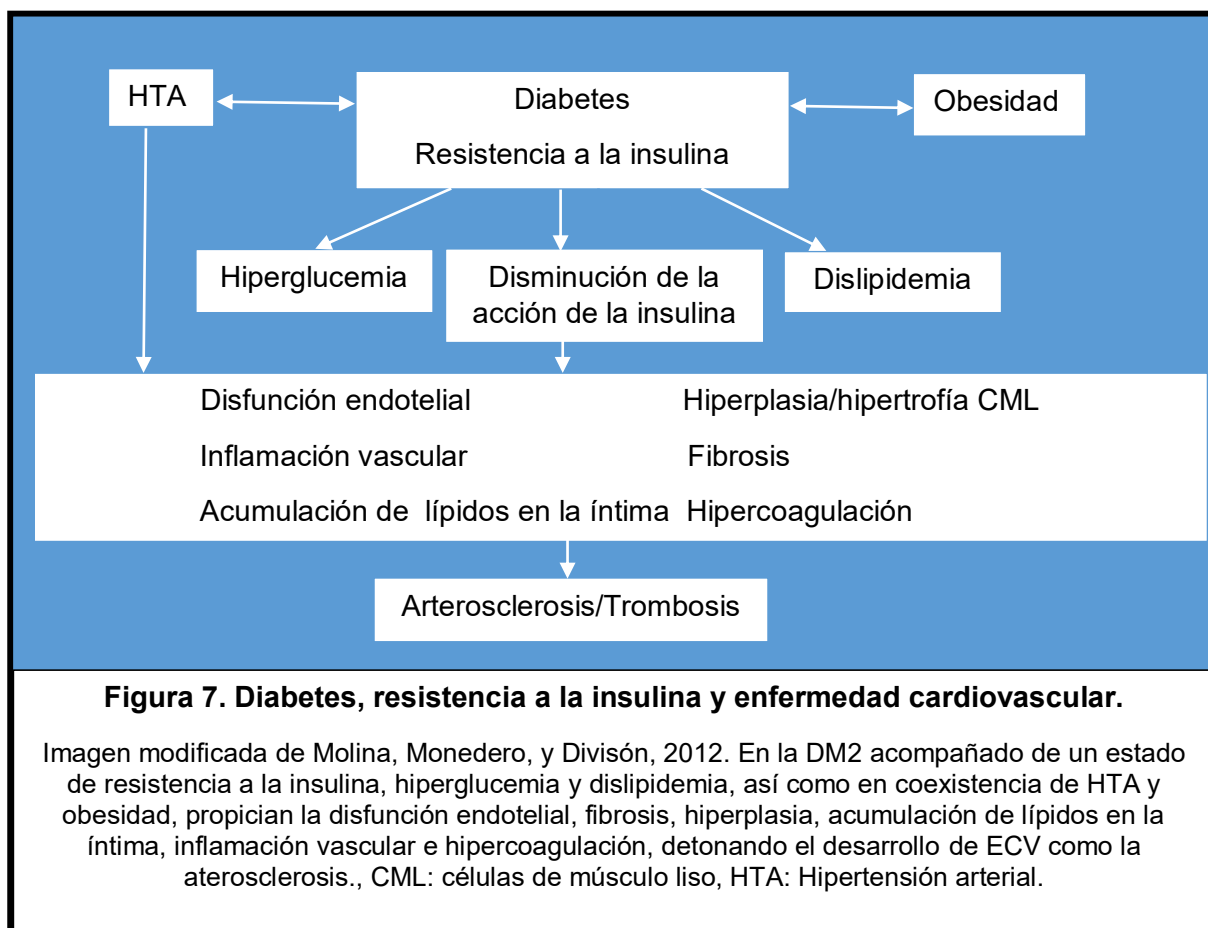 HTA
Diabetes
Obesidad
Resistencia a la insulina
Hiperglucemia
Disminución de la
acción de la insulina
Dislipidemia
Disfunción endotelial
Hiperplasia/hipertrofía CML
Inflamación vascular
Fibrosis
Acumulación de lípidos en la íntima
Hipercoagulación
Arterosclerosis/Trombosis
Figura 7. Diabetes, resistencia a la insulina y enfermedad cardiovascular.
Imagen modificada de Molina, Monedero, y Divisón, 2012. En la DM2 acompañado de un estado
de resistencia a la insulina, hiperglucemia y dislipidemia, así como en coexistencia de HTA y
obesidad, propician la disfunción endotelial, fibrosis, hiperplasia, acumulación de lípidos en la
íntima, inflamación vascular e hipercoagulación, detonando el desarrollo de ECV como la
aterosclerosis., CML: células de músculo liso, HTA: Hipertensión arterial.